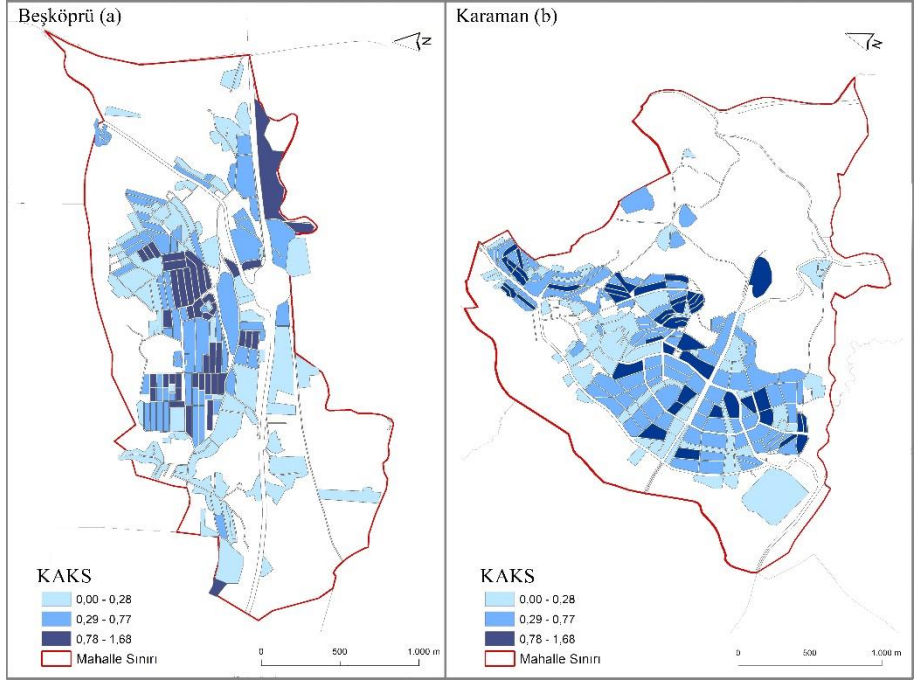 Beşköprü (a)
N
KAKS
0,00 - 0,28
0,29 - 0,77
0,78 - 1,68
Mahalle Sınırı
0 500 1.000 m
Karaman (b)
N
KAKS
0,00 - 0,28
0,29 - 0,77
0,78 - 1,68
Mahalle Sınırı
0 500 1.000 m